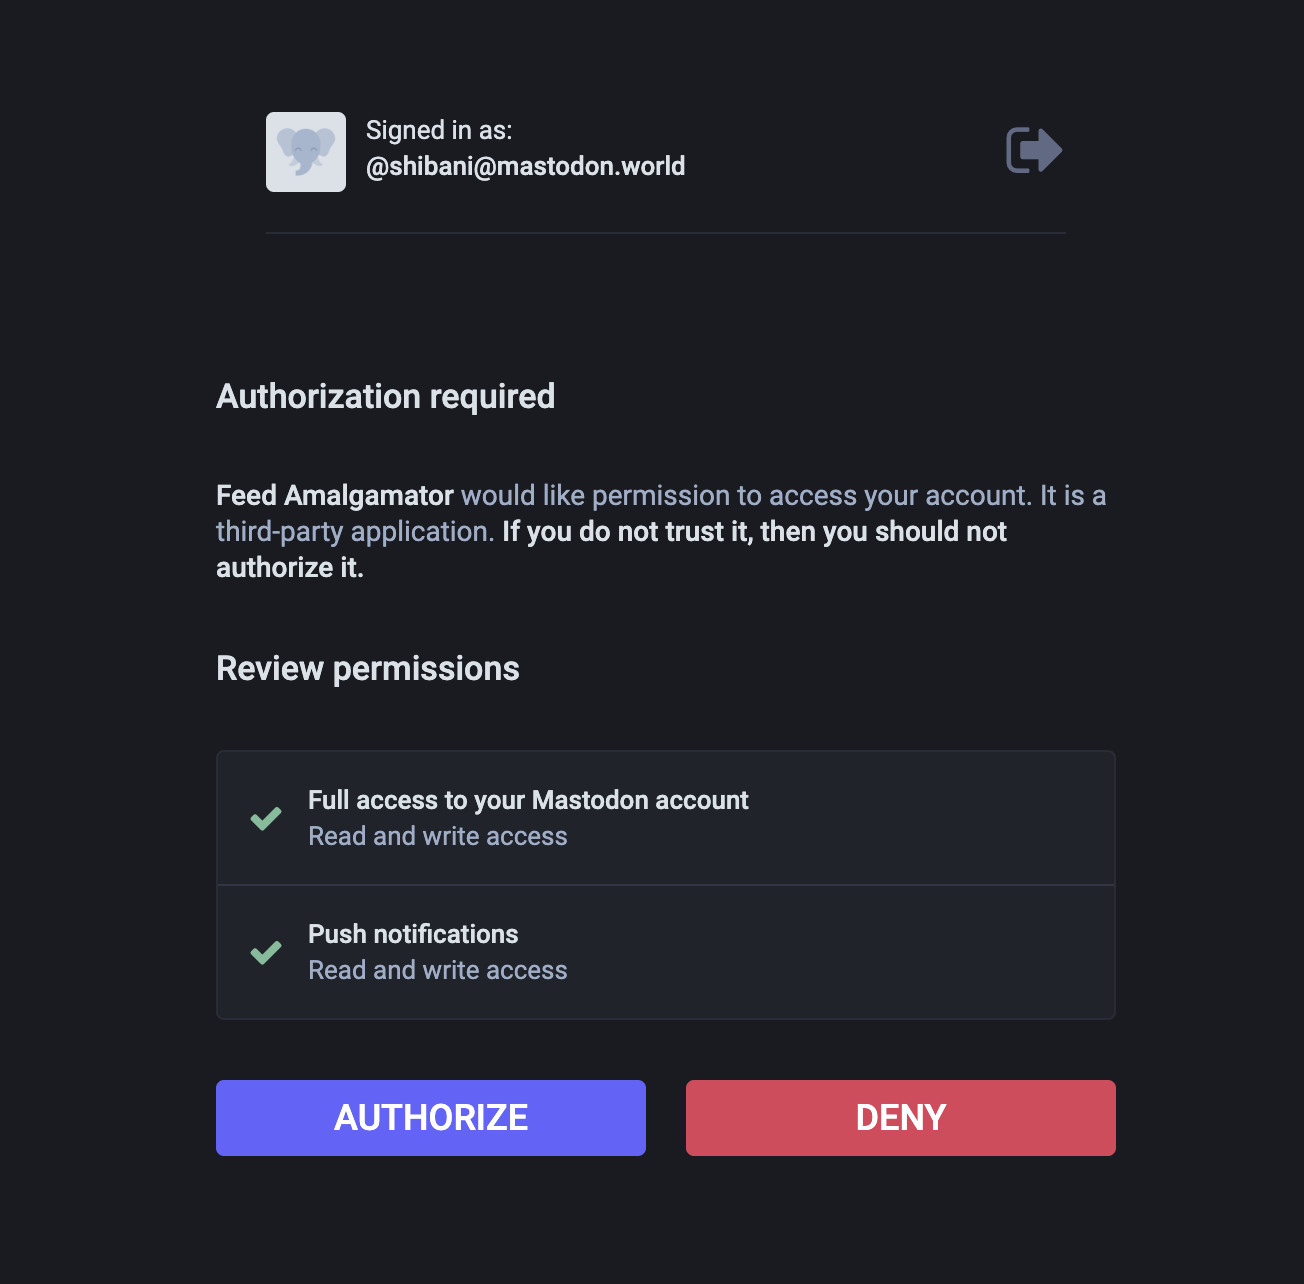 Signed in as:
@shibani@mastodon.world
Authorization required
Feed Amalgamator would like permission to access your account. It is a
third-party application. If you do not trust it, then you should not
authorize it.
Review permissions
Full access to your Mastodon account
Read and write access
Push notifications
Read and write access
AUTHORIZE
DENY